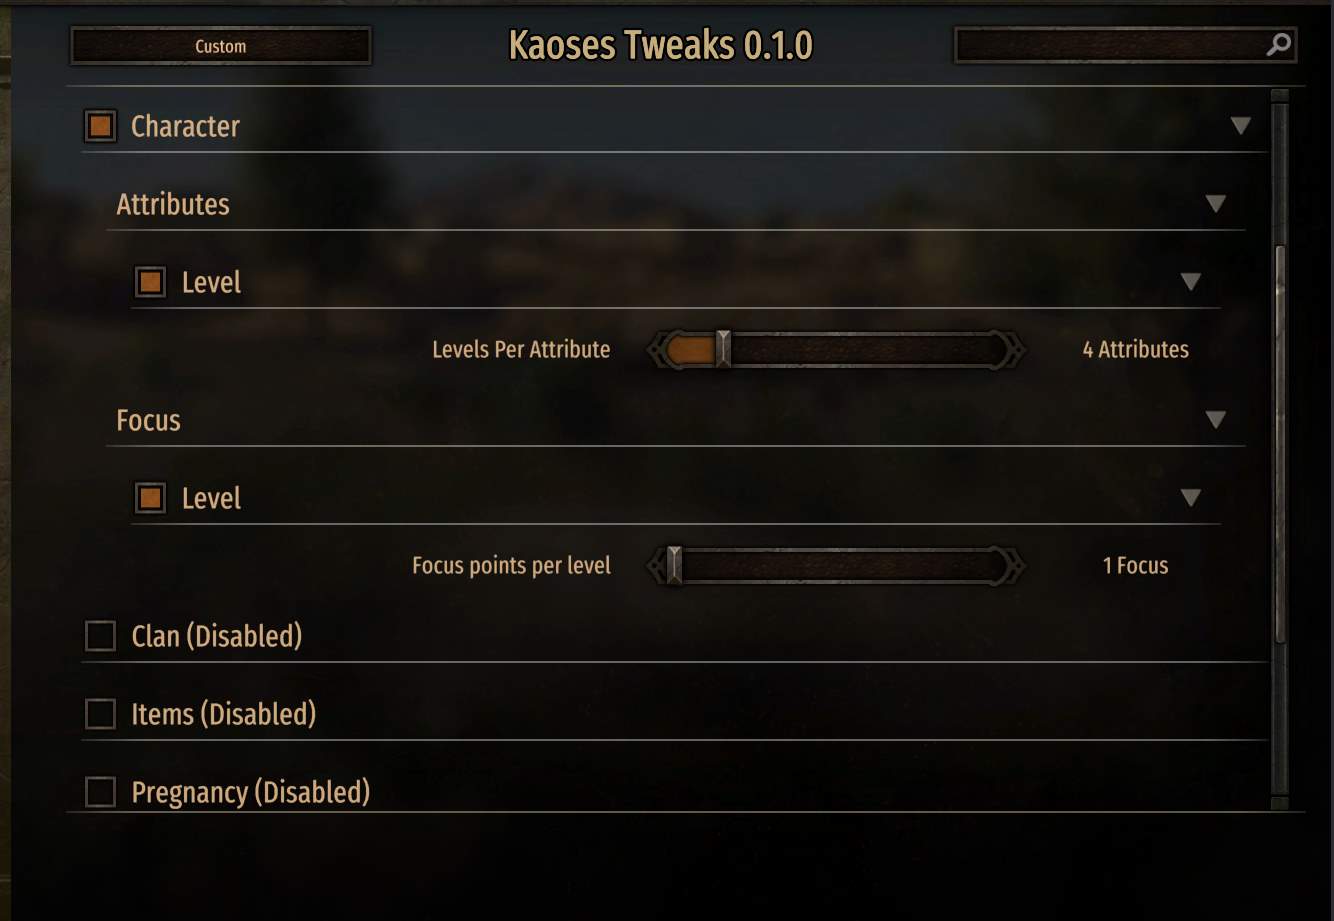 Custom
Kaoses Tweaks 0.1.0
Character
Attributes
Level
Levels Per Attribute
4 Attributes
Focus
Level
Focus points per level
1 Focus
Clan (Disabled)
Items (Disabled)
Pregnancy (Disabled)